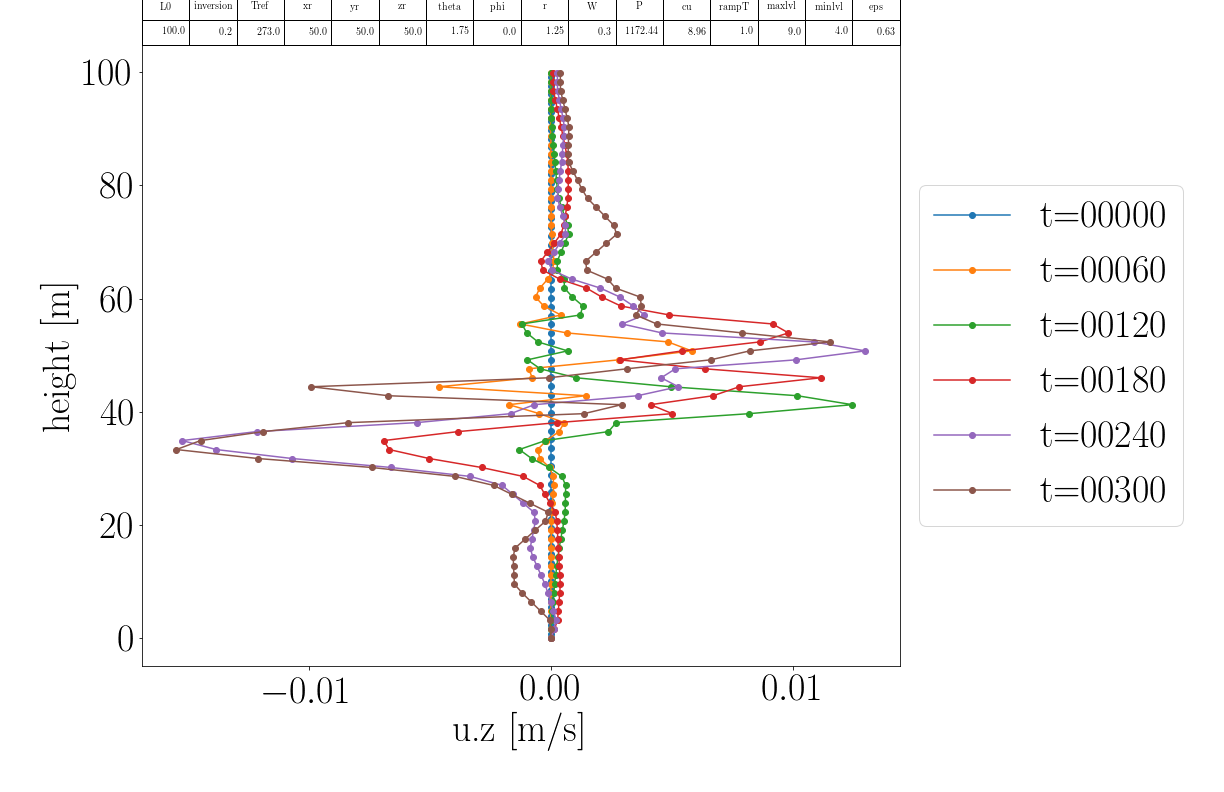 L0 inversion Tref xr yr zr theta phi r W P cu rampT maxlvl minlvl eps
100.0 0.2 273.0 50.0 50.0 50.0 1.75 0.0 1.25 0.3 1172.44 8.96 1.0 9.0 4.0 0.63
100
80
60
40
20
0
height [m]
−0.01 0.00 0.01
u.z [m/s]
t=00000
t=00060
t=00120
t=00180
t=00240
t=00300